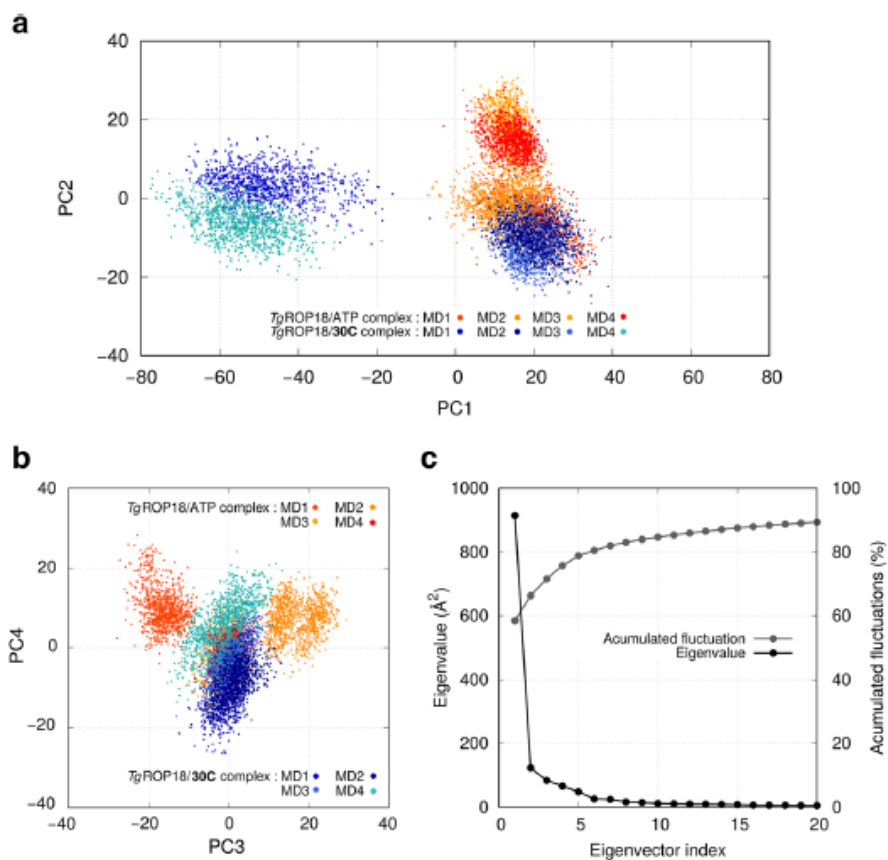 a
40
20
0
−20
−40
PC2
TgROP18/ATP complex : MD1 MD2 MD3 MD4
TgROP18/30C complex : MD1 MD2 MD3 MD4
−80 −60 −40 −20 0 20 40 60 80
PC1
b
40
20
0
−20
−40
PC4
TgROP18/ATP complex : MD1 MD2
MD3 MD4
TgROP18/30C complex : MD1 MD2
MD3 MD4
−40 −20 0 20 40
PC3
c
1000
800
600
400
200
0
Eigenvalue (Å2)
Acumulated fluctuation
Eigenvalue
100
80
60
40
20
0
Acumulated fluctuations (%)
0 5 10 15 20
Eigenvector index